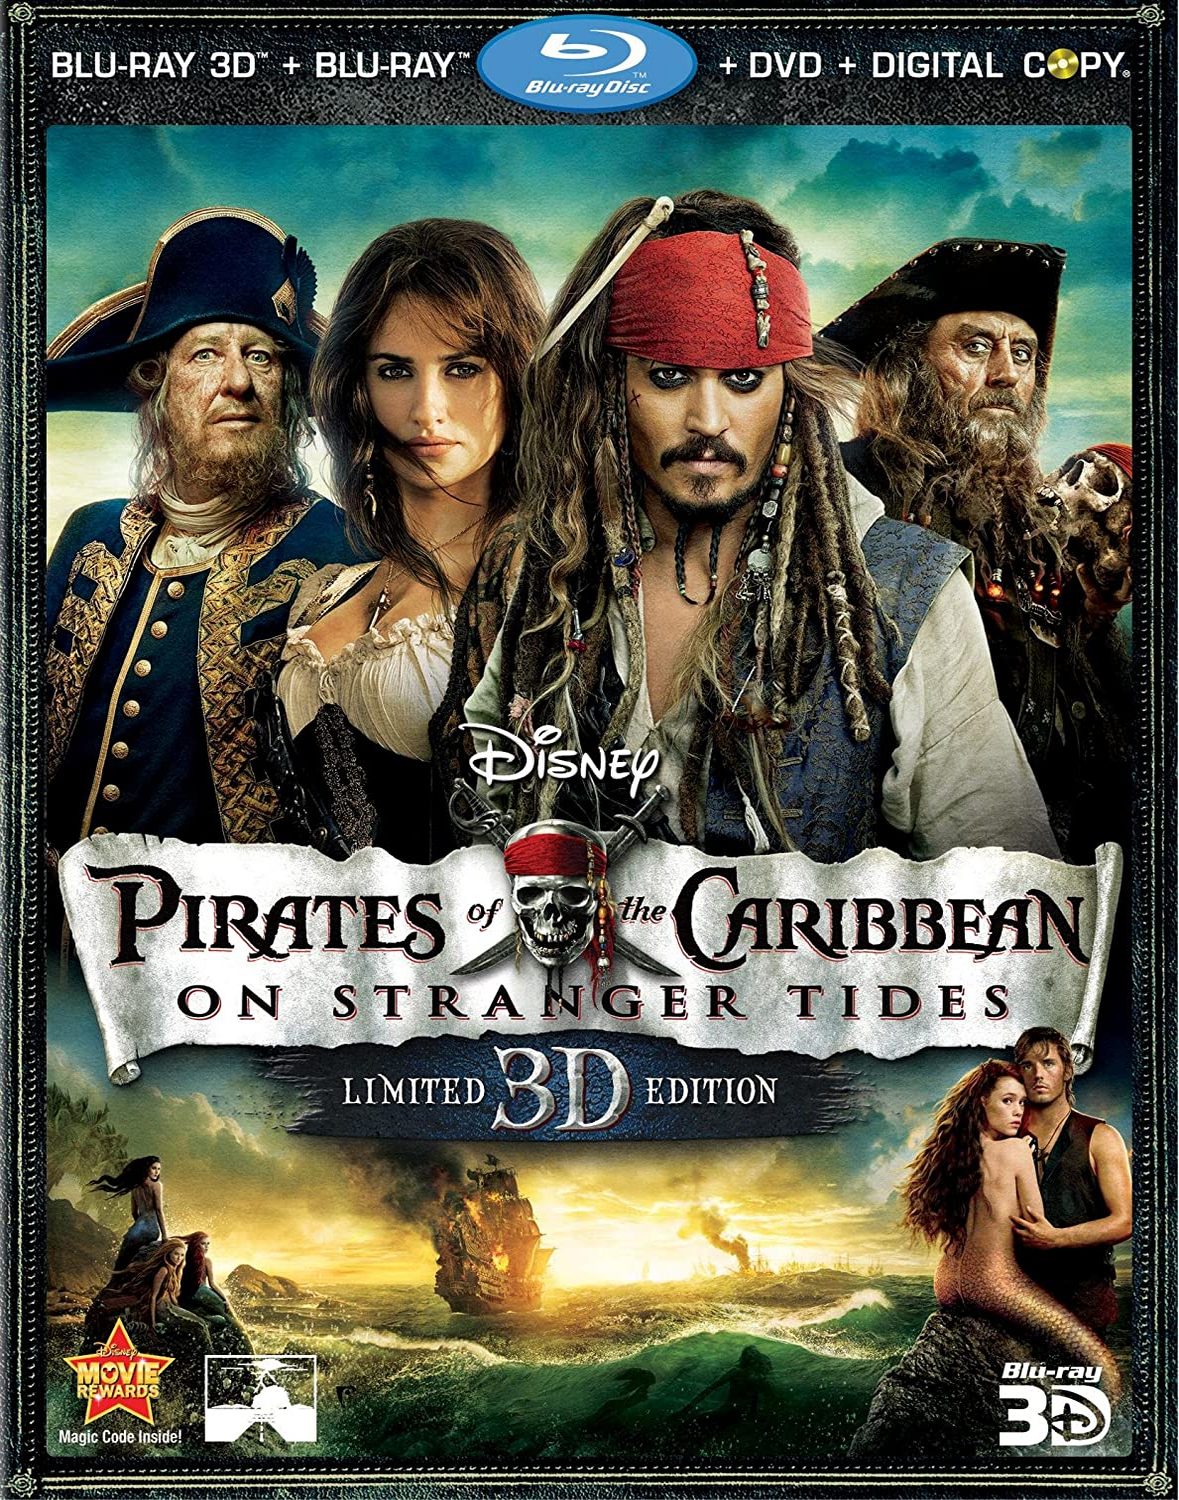 BLU-RAY 3D™ + BLU-RAY™ Blu-ray Disc™ + DVD + DIGITAL COPY®
DISNEY
PIRATES of the CARIBBEAN
ON STRANGER TIDES
LIMITED 3D EDITION
DISNEY
MOVIE
REWARDS
Magic Code Inside!
Blu-ray
3D